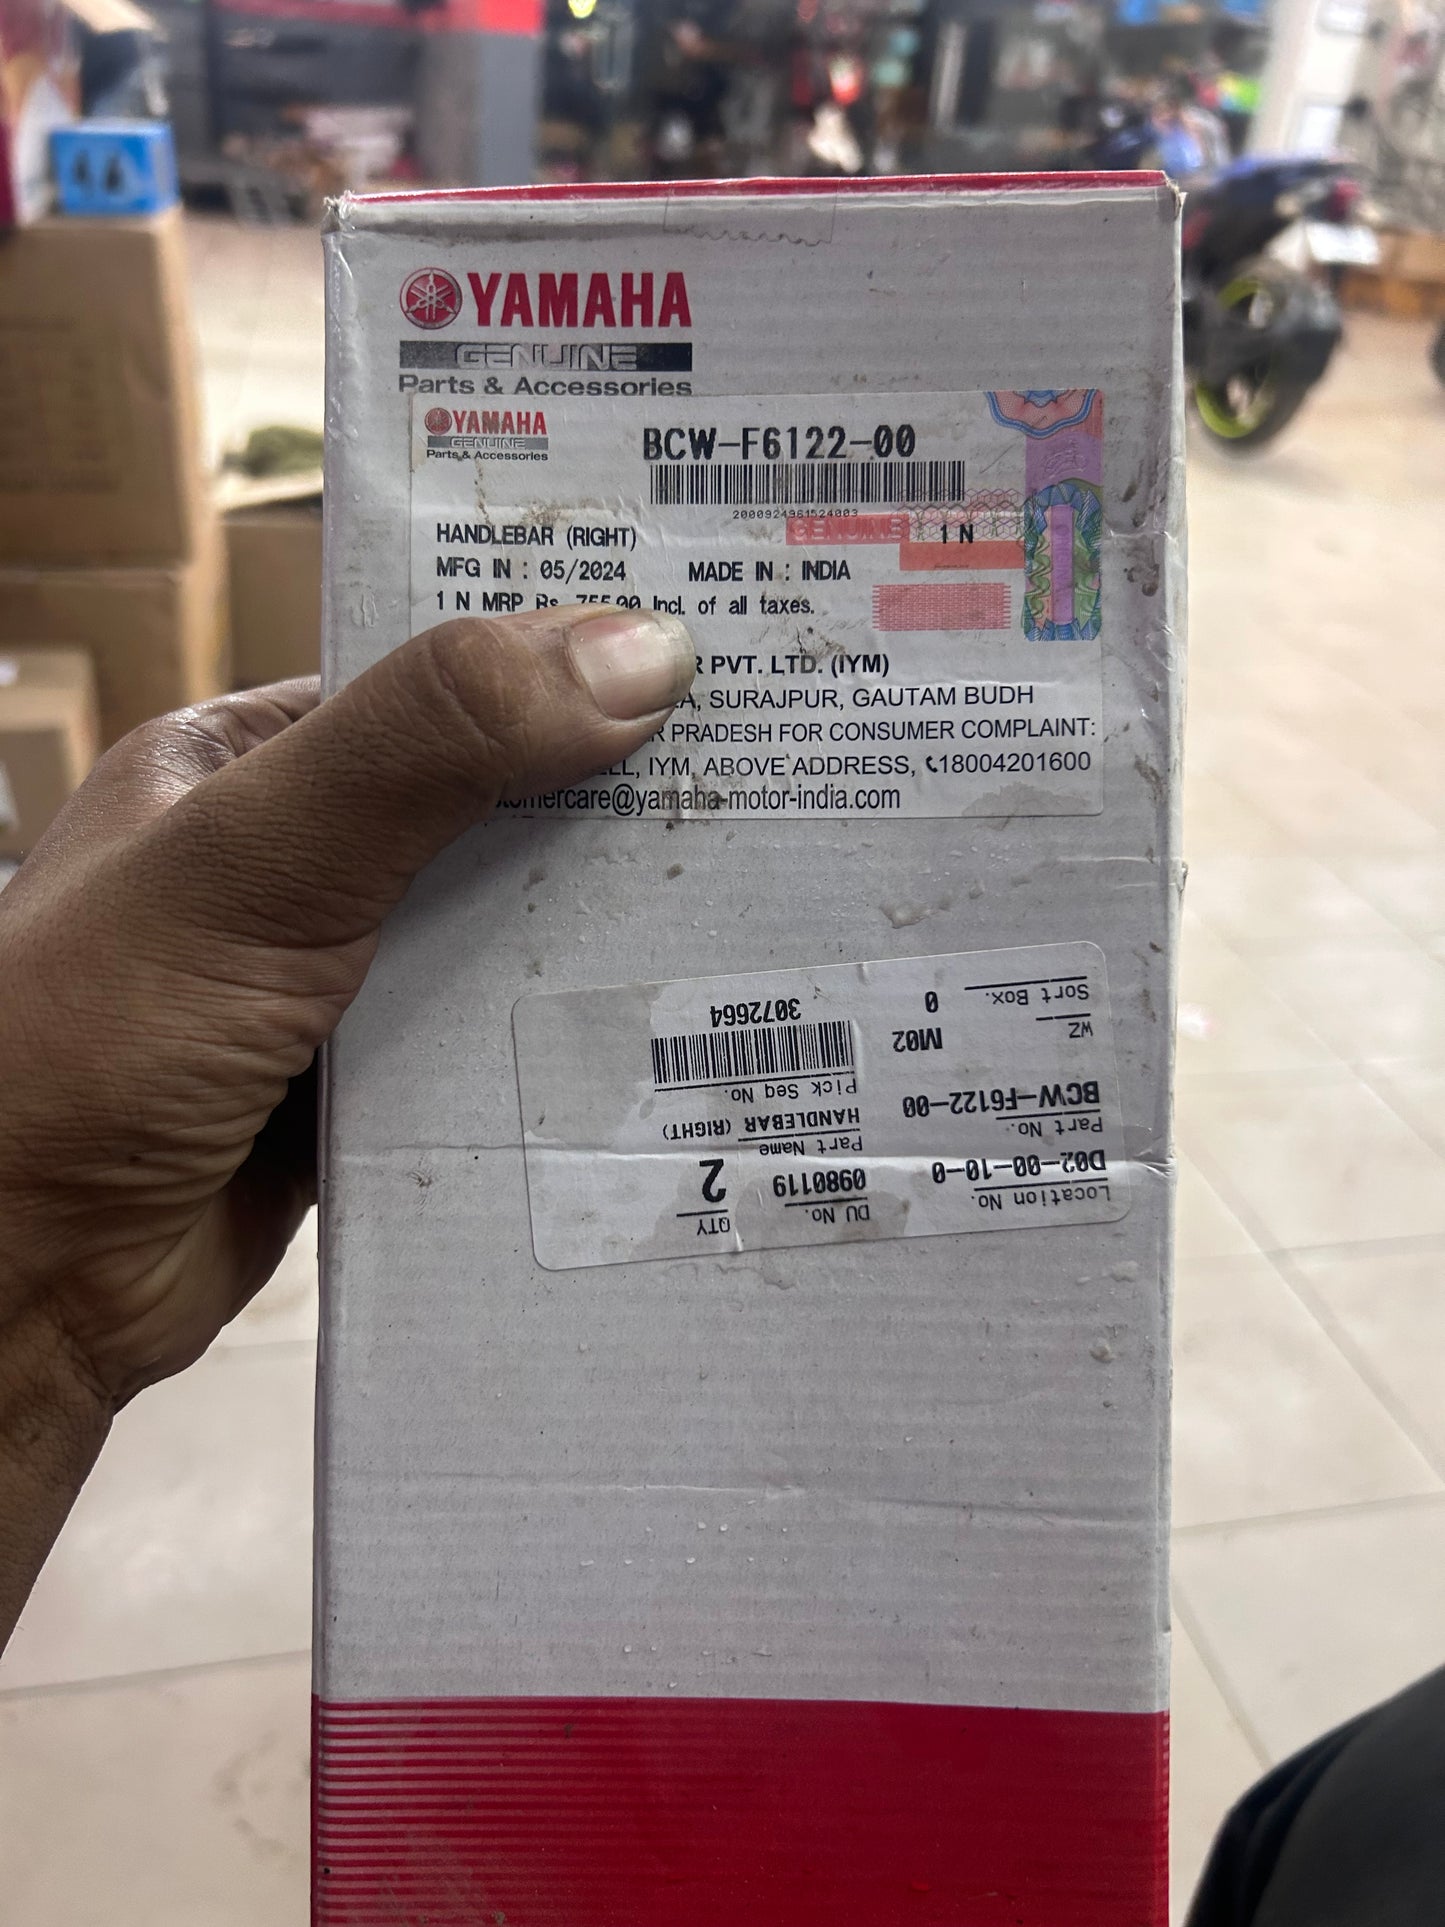 YAMAHA
GENUINE
Parts & Accessories
YAMAHA
GENUINE
Parts & Accessories
BCW-F6122-00
2000924961524003
HANDLEBAR (RIGHT)
GENUINE
1 N
MFG IN : 05/2024 MADE IN : INDIA
1 N MRP Rs. 755.00 Incl. of all taxes.
PVT. LTD. (IYM)
SURAJPUR, GAUTAM BUDH
PRADESH FOR CONSUMER COMPLAINT:
IYM, ABOVE ADDRESS, 18004201600
customercare@yamaha-motor-india.com
Location No. DU No. QTY
D02-00-10-0 0980119 2
Part No. Part Name
BCW-F6122-00 HANDLEBAR (RIGHT)
WZ Pick Seq No.
M02
Sort Box. 0 3072664